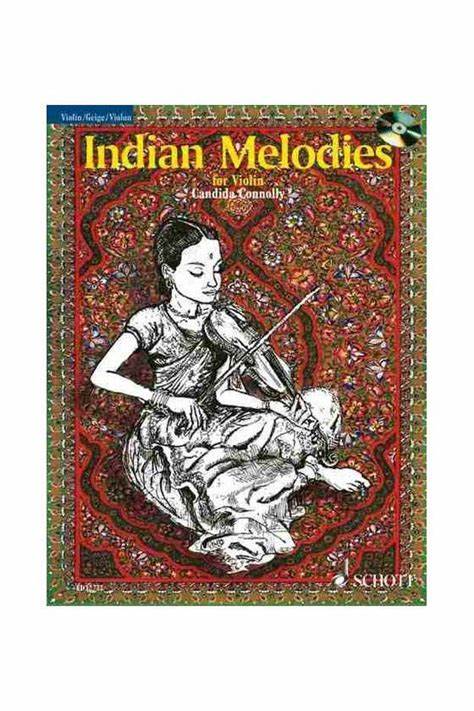 Violin/Geige/Violon
Indian Melodies
for Violin
Candida Connolly
SCHOTT